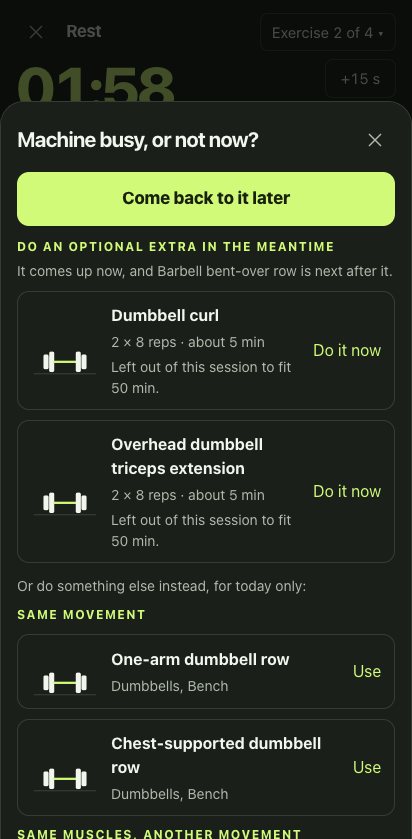 Rest
Exercise 2 of 4 ▾
01:58
+15 s
Machine busy, or not now?
Come back to it later
DO AN OPTIONAL EXTRA IN THE MEANTIME
It comes up now, and Barbell bent-over row is next after it.
Dumbbell curl
2 × 8 reps · about 5 min
Left out of this session to fit
50 min.
Do it now
Overhead dumbbell
triceps extension
2 × 8 reps · about 5 min
Left out of this session to fit
50 min.
Do it now
Or do something else instead, for today only:
SAME MOVEMENT
One-arm dumbbell row
Dumbbells, Bench
Use
Chest-supported dumbbell
row
Dumbbells, Bench
Use
SAME MUSCLES, ANOTHER MOVEMENT